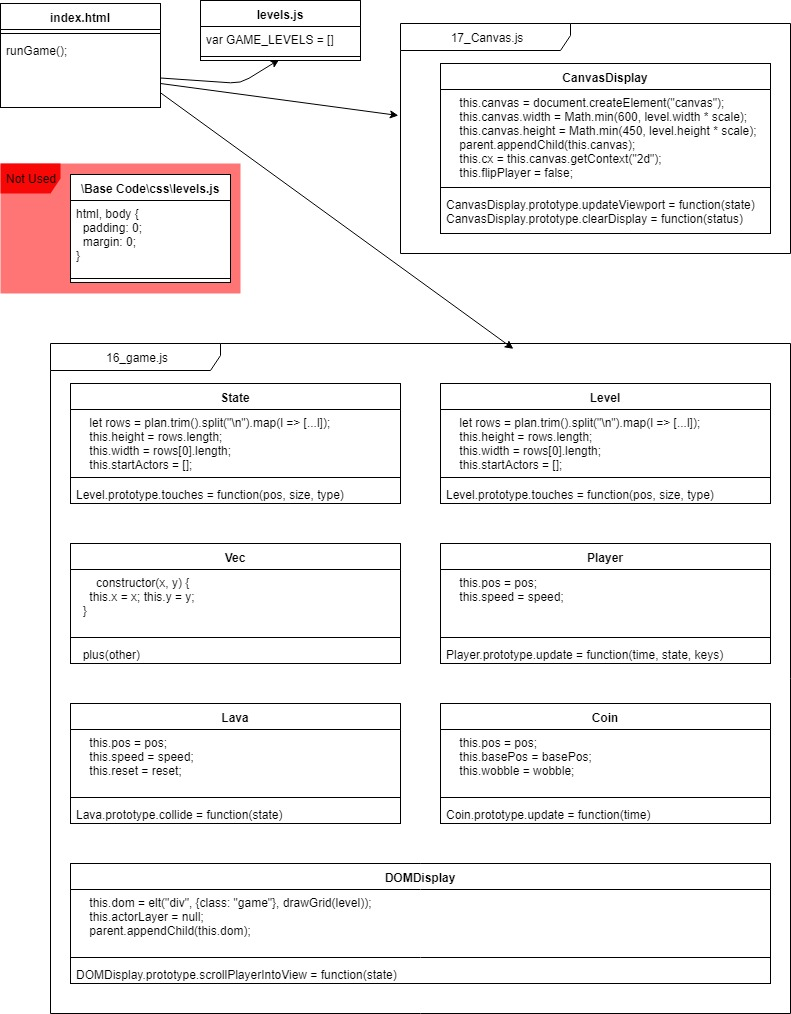 index.html
runGame();
levels.js
var GAME_LEVELS = []
17_Canvas.js
CanvasDisplay
this.canvas = document.createElement("canvas");
this.canvas.width = Math.min(600, level.width * scale);
this.canvas.height = Math.min(450, level.height * scale);
parent.appendChild(this.canvas);
this.cx = this.canvas.getContext("2d");
this.flipPlayer = false;
CanvasDisplay.prototype.updateViewport = function(state)
CanvasDisplay.prototype.clearDisplay = function(status)
Not Used
\Base Code\css\levels.js
html, body {
padding: 0;
margin: 0;
}
16_game.js
State
let rows = plan.trim().split("\n").map(l => [...l]);
this.height = rows.length;
this.width = rows[0].length;
this.startActors = [];
Level.prototype.touches = function(pos, size, type)
Level
let rows = plan.trim().split("\n").map(l => [...l]);
this.height = rows.length;
this.width = rows[0].length;
this.startActors = [];
Level.prototype.touches = function(pos, size, type)
Vec
constructor(x, y) {
this.x = x; this.y = y;
}
plus(other)
Player
this.pos = pos;
this.speed = speed;
Player.prototype.update = function(time, state, keys)
Lava
this.pos = pos;
this.speed = speed;
this.reset = reset;
Lava.prototype.collide = function(state)
Coin
this.pos = pos;
this.basePos = basePos;
this.wobble = wobble;
Coin.prototype.update = function(time)
DOMDisplay
this.dom = elt("div", {class: "game"}, drawGrid(level));
this.actorLayer = null;
parent.appendChild(this.dom);
DOMDisplay.prototype.scrollPlayerIntoView = function(state)